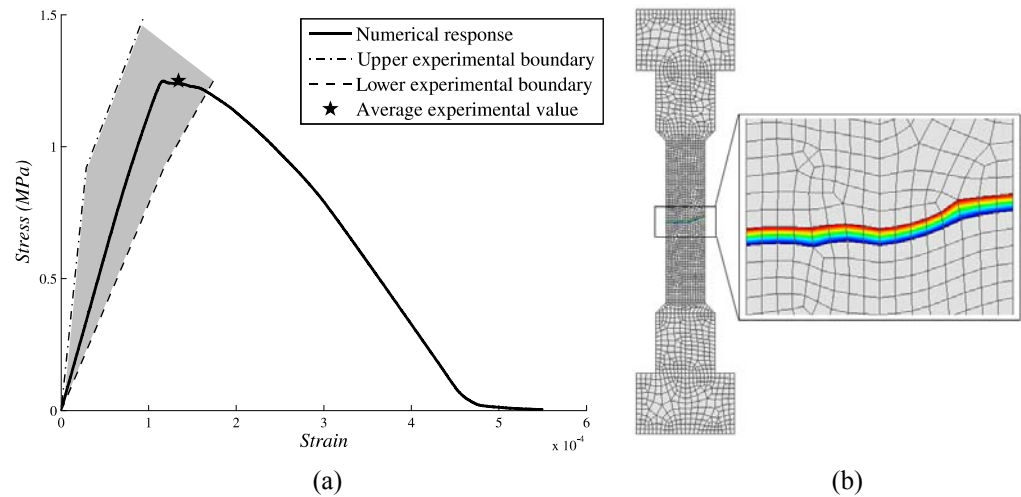 1.5
1
0.5
0
Stress (MPa)
Numerical response
Upper experimental boundary
Lower experimental boundary
Average experimental value
0 1 2 3 4 5 6
Strain
x 10⁻⁴
(a)
(b)